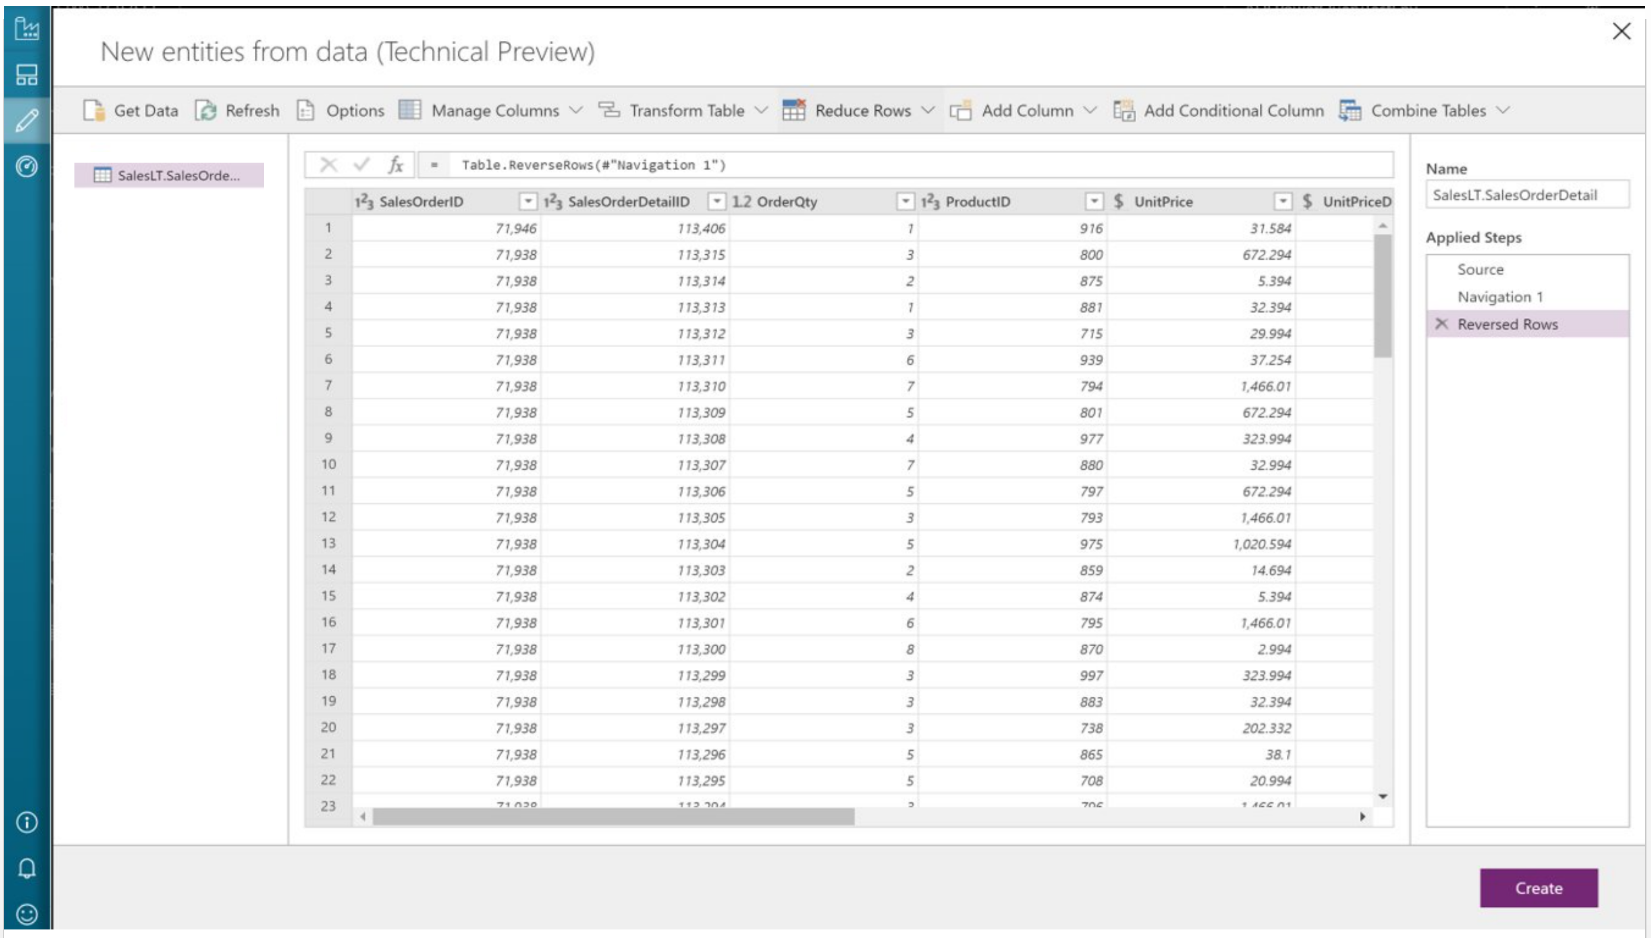 New entities from data (Technical Preview)
Get Data Refresh Options Manage Columns Transform Table Reduce Rows Add Column Add Conditional Column Combine Tables
SalesLT.SalesOrde...
fx = Table.ReverseRows(#"Navigation 1")
1²3 SalesOrderID 1²3 SalesOrderDetailID 1.2 OrderQty 1²3 ProductID $ UnitPrice $ UnitPriceD
1 71,946 113,406 1 916 31.584
2 71,938 113,315 3 800 672.294
3 71,938 113,314 2 875 5.394
4 71,938 113,313 1 881 32.394
5 71,938 113,312 3 715 29.994
6 71,938 113,311 6 939 37.254
7 71,938 113,310 7 794 1,466.01
8 71,938 113,309 5 801 672.294
9 71,938 113,308 4 977 323.994
10 71,938 113,307 7 880 32.994
11 71,938 113,306 5 797 672.294
12 71,938 113,305 3 793 1,466.01
13 71,938 113,304 5 975 1,020.594
14 71,938 113,303 2 859 14.694
15 71,938 113,302 4 874 5.394
16 71,938 113,301 6 795 1,466.01
17 71,938 113,300 8 870 2.994
18 71,938 113,299 3 997 323.994
19 71,938 113,298 3 883 32.394
20 71,938 113,297 3 738 202.332
21 71,938 113,296 5 865 38.1
22 71,938 113,295 5 708 20.994
23
Name
SalesLT.SalesOrderDetail
Applied Steps
Source
Navigation 1
Reversed Rows
Create